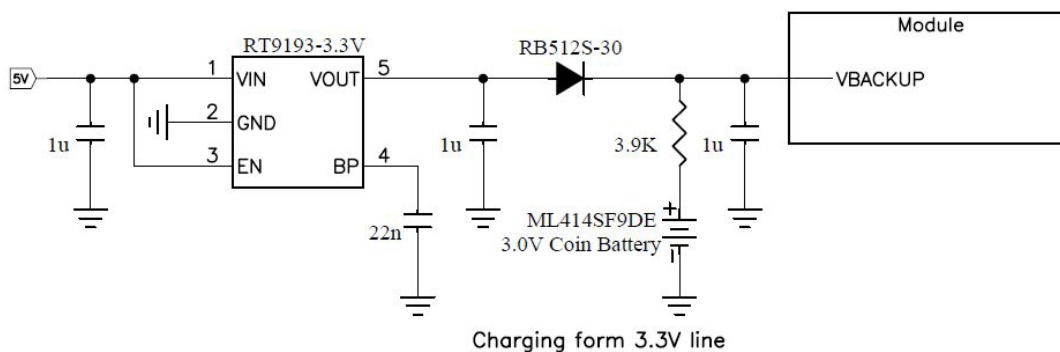 Module
RT9193-3.3V
RB512S-30
5V
1
VIN
VOUT
5
VBACKUP
2
GND
1u
1u
3.9K
1u
3
EN
BP
4
22n
+
ML414SF9DE
3.0V Coin Battery
-
Charging form 3.3V line